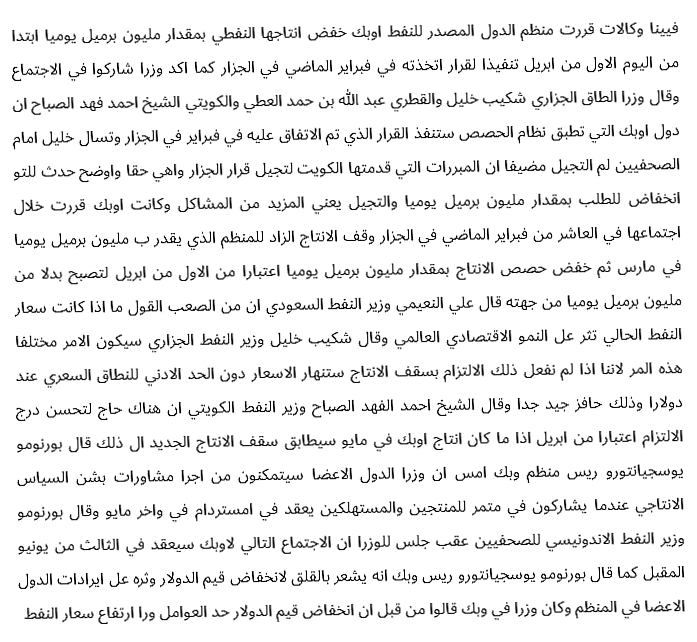 فيينا وكالات قررت منظم الدول المصدر للنفط اوبك خفض انتاجها النفطي بمقدار مليون برميل يوميا ابتدا
من اليوم الاول من ابريل تنفيذا لقرار اتخذته في فبراير الماضي في الجزار كما اكد وزرا شاركوا في الاجتماع
وقال وزرا الطاق الجزاري شكيب خليل والقطري عبد الله بن حمد العطي والكويتي الشيخ احمد فهد الصباح ان
دول اوبك التي تطبق نظام الحصص ستنفذ القرار الذي تم الاتفاق عليه في فبراير في الجزار وتسال خليل امام
الصحفيين لم التجيل مضيفا ان المبررات التي قدمتها الكويت لتجيل قرار الجزار واهي حقا واوضح حدث للتو
انخفاض للطلب بمقدار مليون برميل يوميا والتجيل يعني المزيد من المشاكل وكانت اوبك قررت خلال
اجتماعها في العاشر من فبراير الماضي في الجزار وقف الانتاج الزاد للمنظم الذي يقدر ب مليون برميل يوميا
في مارس ثم خفض حصص الانتاج بمقدار مليون برميل يوميا اعتبارا من الاول من ابريل لتصبح بدلا من
مليون برميل يوميا من جهته قال علي النعيمي وزير النفط السعودي ان من الصعب القول ما اذا كانت سعار
النفط الحالي تثر عل النمو الاقتصادي العالمي وقال شكيب خليل وزير النفط الجزاري سيكون الامر مختلفا
هذه المر لاننا اذا لم نفعل ذلك الالتزام بسقف الانتاج ستنهار الاسعار دون الحد الادني للنطاق السعري عند
دولارا وذلك حافز جيد جدا وقال الشيخ احمد الفهد الصباح وزير النفط الكويتي ان هناك حاج لتحسن درج
الالتزام اعتبارا من ابريل اذا ما كان انتاج اوبك في مايو سيطابق سقف الانتاج الجديد ال ذلك قال بورنومو
يوسجيانتورو ريس منظم وبك امس ان وزرا الدول الاعضا سيتمكنون من اجرا مشاورات بشن السياس
الانتاجي عندما يشاركون في متمر للمنتجين والمستهلكين يعقد في امستردام في واخر مايو وقال بورنومو
وزير النفط الاندونيسي للصحفيين عقب جلس للوزرا ان الاجتماع التالي لاوبك سيعقد في الثالث من يونيو
المقبل كما قال بورنومو يوسجيانتورو ريس وبك انه يشعر بالقلق لانخفاض قيم الدولار وثره عل ايرادات الدول
الاعضا في المنظم وكان وزرا في وبك قالوا من قبل ان انخفاض قيم الدولار حد العوامل ورا ارتفاع سعار النفط